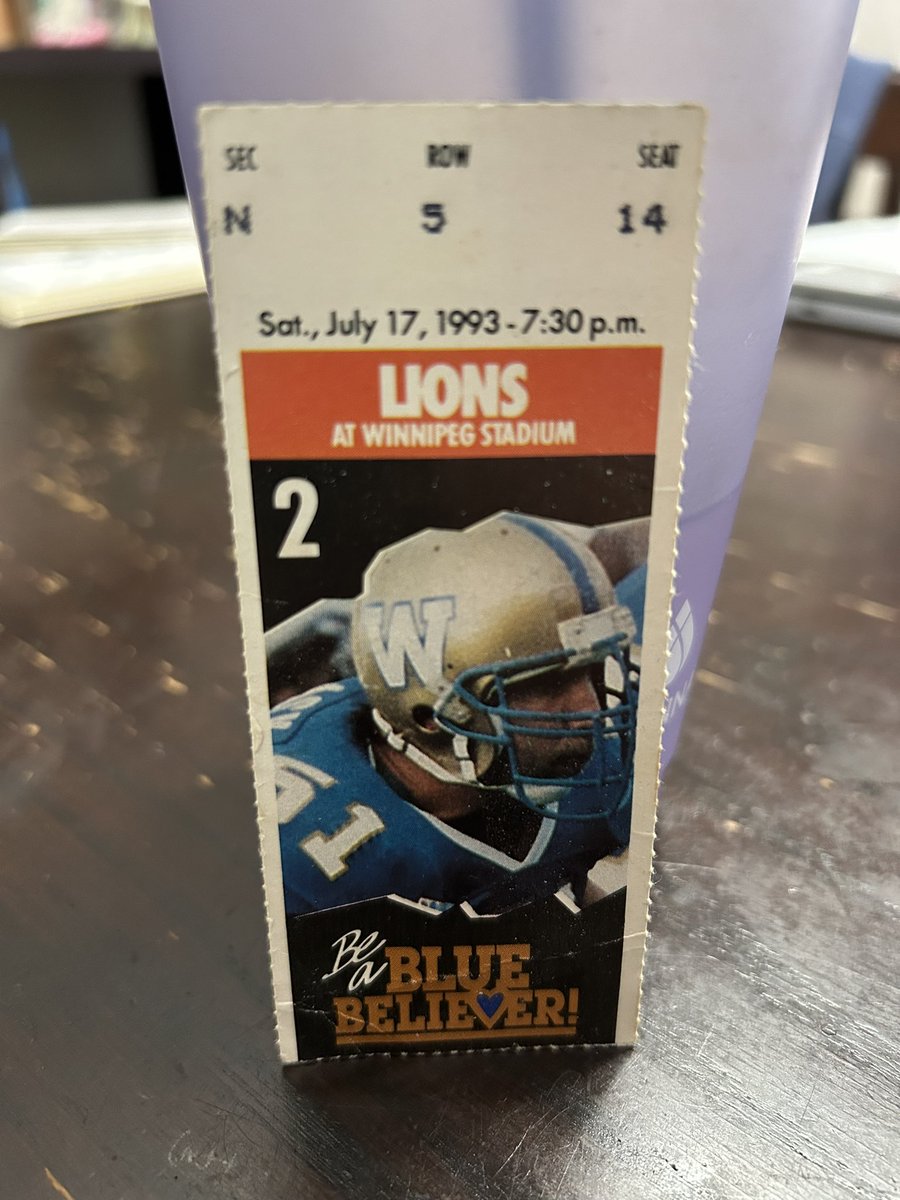 SEC ROW SEAT
N 5 14
Sat., July 17, 1993 - 7:30 p.m.
LIONS
AT WINNIPEG STADIUM
2
W
51
Be a BLUE
BELIEVER!